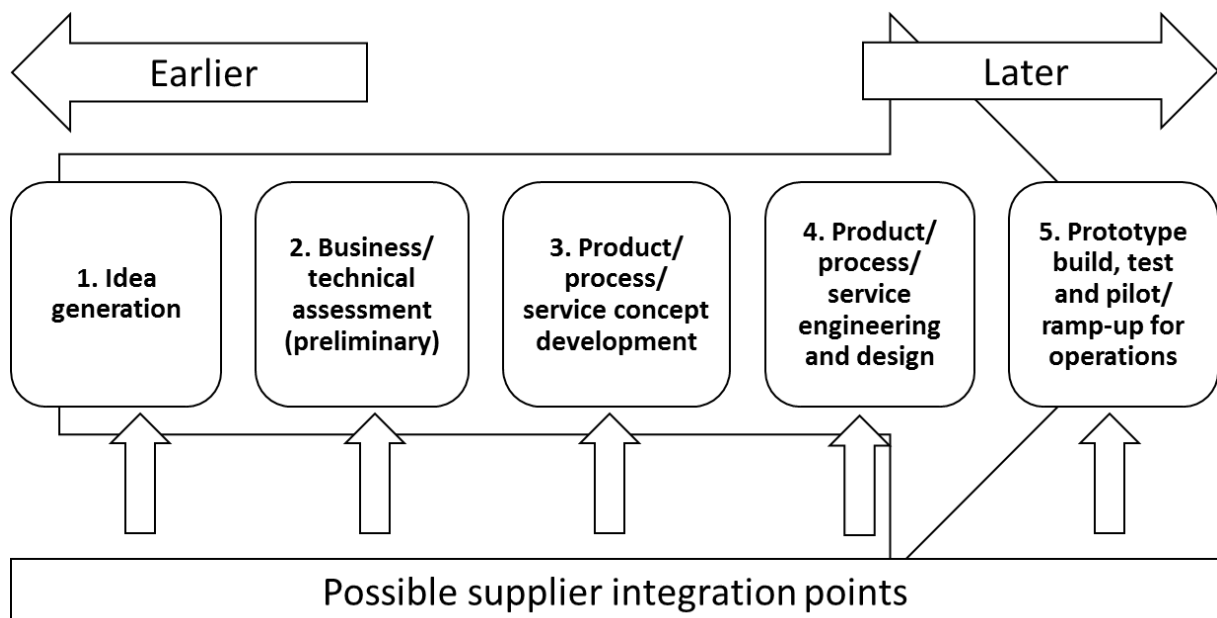 Earlier
Later
1. Idea
generation
2. Business/
technical
assessment
(preliminary)
3. Product/
process/
service concept
development
4. Product/
process/
service
engineering
and design
5. Prototype
build, test
and pilot/
ramp-up for
operations
Possible supplier integration points